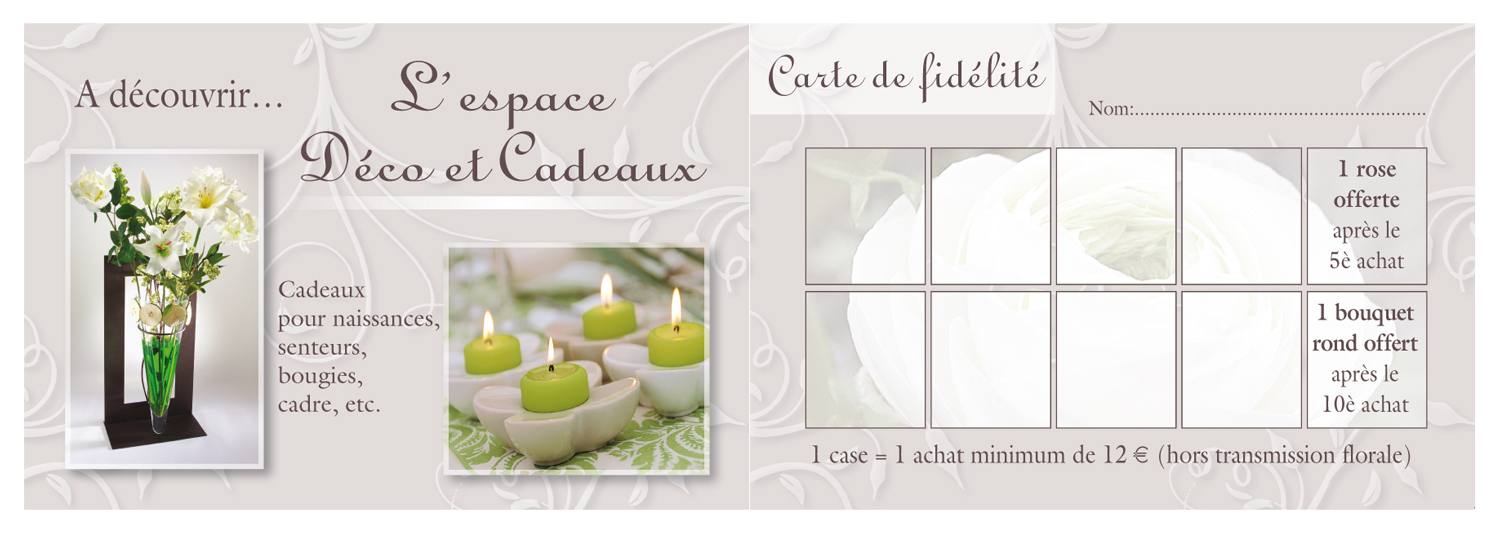 A découvrir...
L'espace
Déco et Cadeaux
Cadeaux
pour naissances,
senteurs,
bougies,
cadre, etc.
Carte de fidélité
Nom:....................................................
1 rose
offerte
après le
5è achat
1 bouquet
rond offert
après le
10è achat
1 case = 1 achat minimum de 12 € (hors transmission florale)